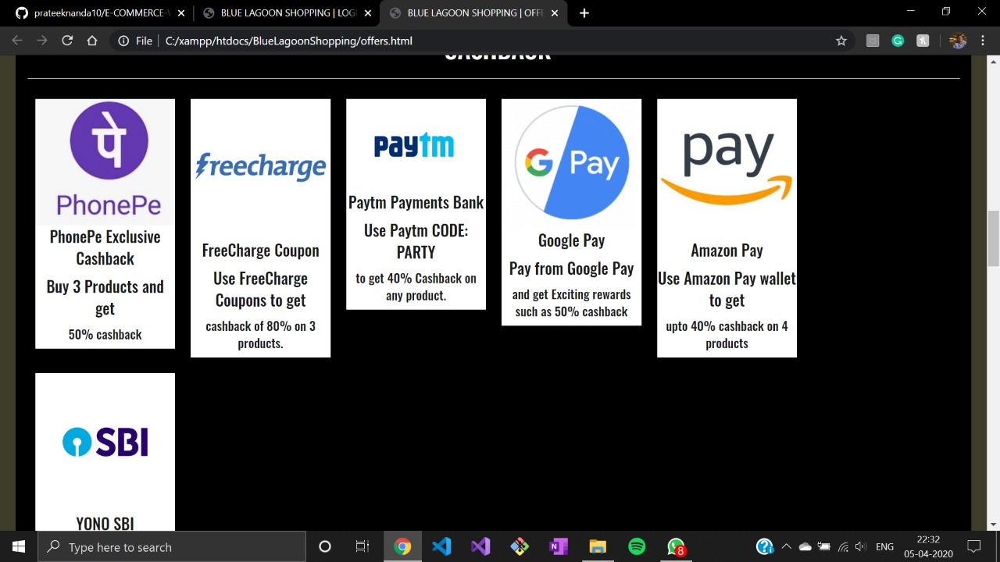 prateeknanda10/E-COMMERCE-
BLUE LAGOON SHOPPING | LOGI
BLUE LAGOON SHOPPING | OFFE
File
C:/xampp/htdocs/BlueLagoonShopping/offers.html
CASHBACK
पे
PhonePe
PhonePe Exclusive
Cashback
Buy 3 Products and
get
50% cashback
freecharge
FreeCharge Coupon
Use FreeCharge
Coupons to get
cashback of 80% on 3
products.
paytm
Paytm Payments Bank
Use Paytm CODE:
PARTY
to get 40% Cashback on
any product.
G Pay
Google Pay
Pay from Google Pay
and get Exciting rewards
such as 50% cashback
pay
Amazon Pay
Use Amazon Pay wallet
to get
upto 40% cashback on 4
products
SBI
YONO SBI
Type here to search
8
ENG
22:32
05-04-2020